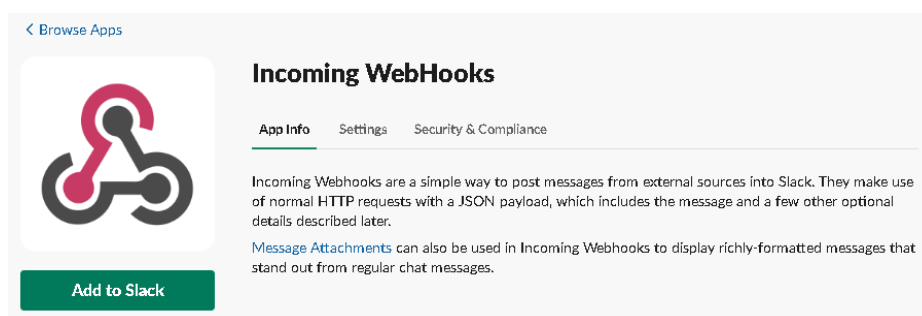 Browse Apps
Incoming WebHooks
App Info Settings Security & Compliance
Incoming Webhooks are a simple way to post messages from external sources into Slack. They make use
of normal HTTP requests with a JSON payload, which includes the message and a few other optional
details described later.
Message Attachments can also be used in Incoming Webhooks to display richly-formatted messages that
stand out from regular chat messages.
Add to Slack